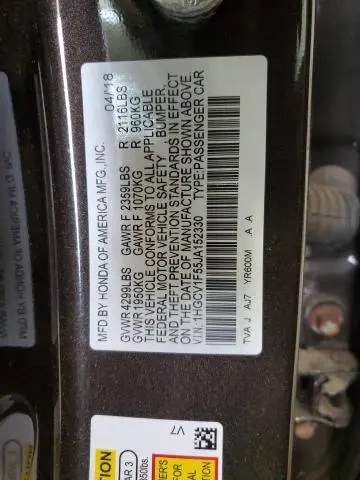 MFD BY HONDA OF AMERICA MFG.,INC. 04/18
GVWR 4299LBS GAWR F 2359LBS R 2116LBS
GVWR 1950KG GAWR F 1070KG R 960KG
THIS VEHICLE CONFORMS TO ALL APPLICABLE
FEDERAL MOTOR VEHICLE SAFETY , BUMPER,
AND THEFT PREVENTION STANDARDS IN EFFECT
ON THE DATE OF MANUFACTURE SHOWN ABOVE.
V I N:1HGCV1F55JA152330 TYPE:PASSENGER CAR
TVA J AJ7 YR600M A A
V7